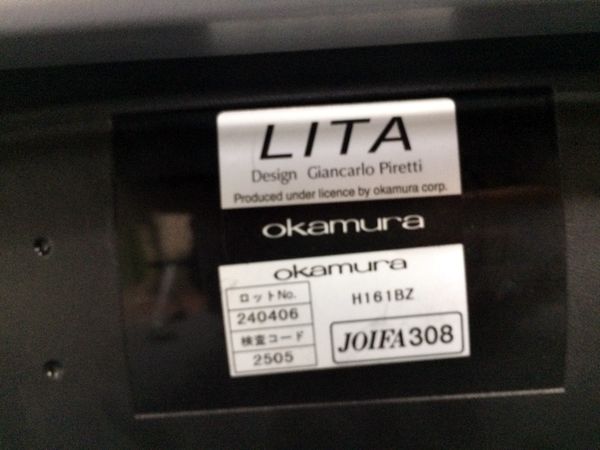 LITA
Design Giancarlo Piretti
Produced under licence by okamura corp.
okamura
okamura
ロットNo.
240406
検査コード
2505
H161BZ
JOIFA308